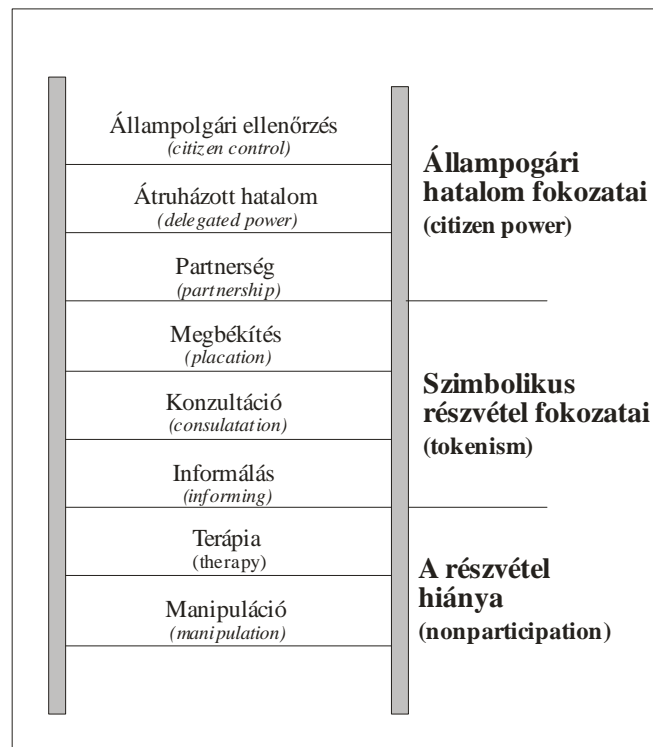 Állampolgári ellenőrzés
(citizen control)
Átruházott hatalom
(delegated power)
Partnerség
(partnership)
Megbékítés
(placation)
Konzultáció
(consulatation)
Informálás
(informing)
Terápia
(therapy)
Manipuláció
(manipulation)
Állampogári
hatalom fokozatai
(citizen power)
Szimbolikus
részvétel fokozatai
(tokenism)
A részvétel
hiánya
(nonparticipation)